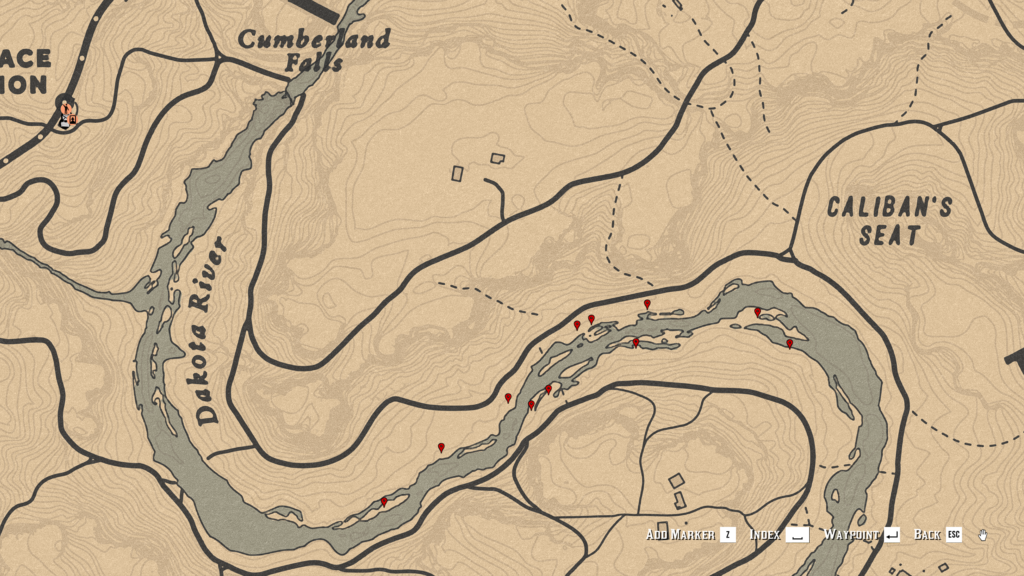 Cumberland
Falls
ACE
ION
CALIBAN'S
SEAT
Dakota River
ADD MARKER Z INDEX WAYPOINT BACK ESC